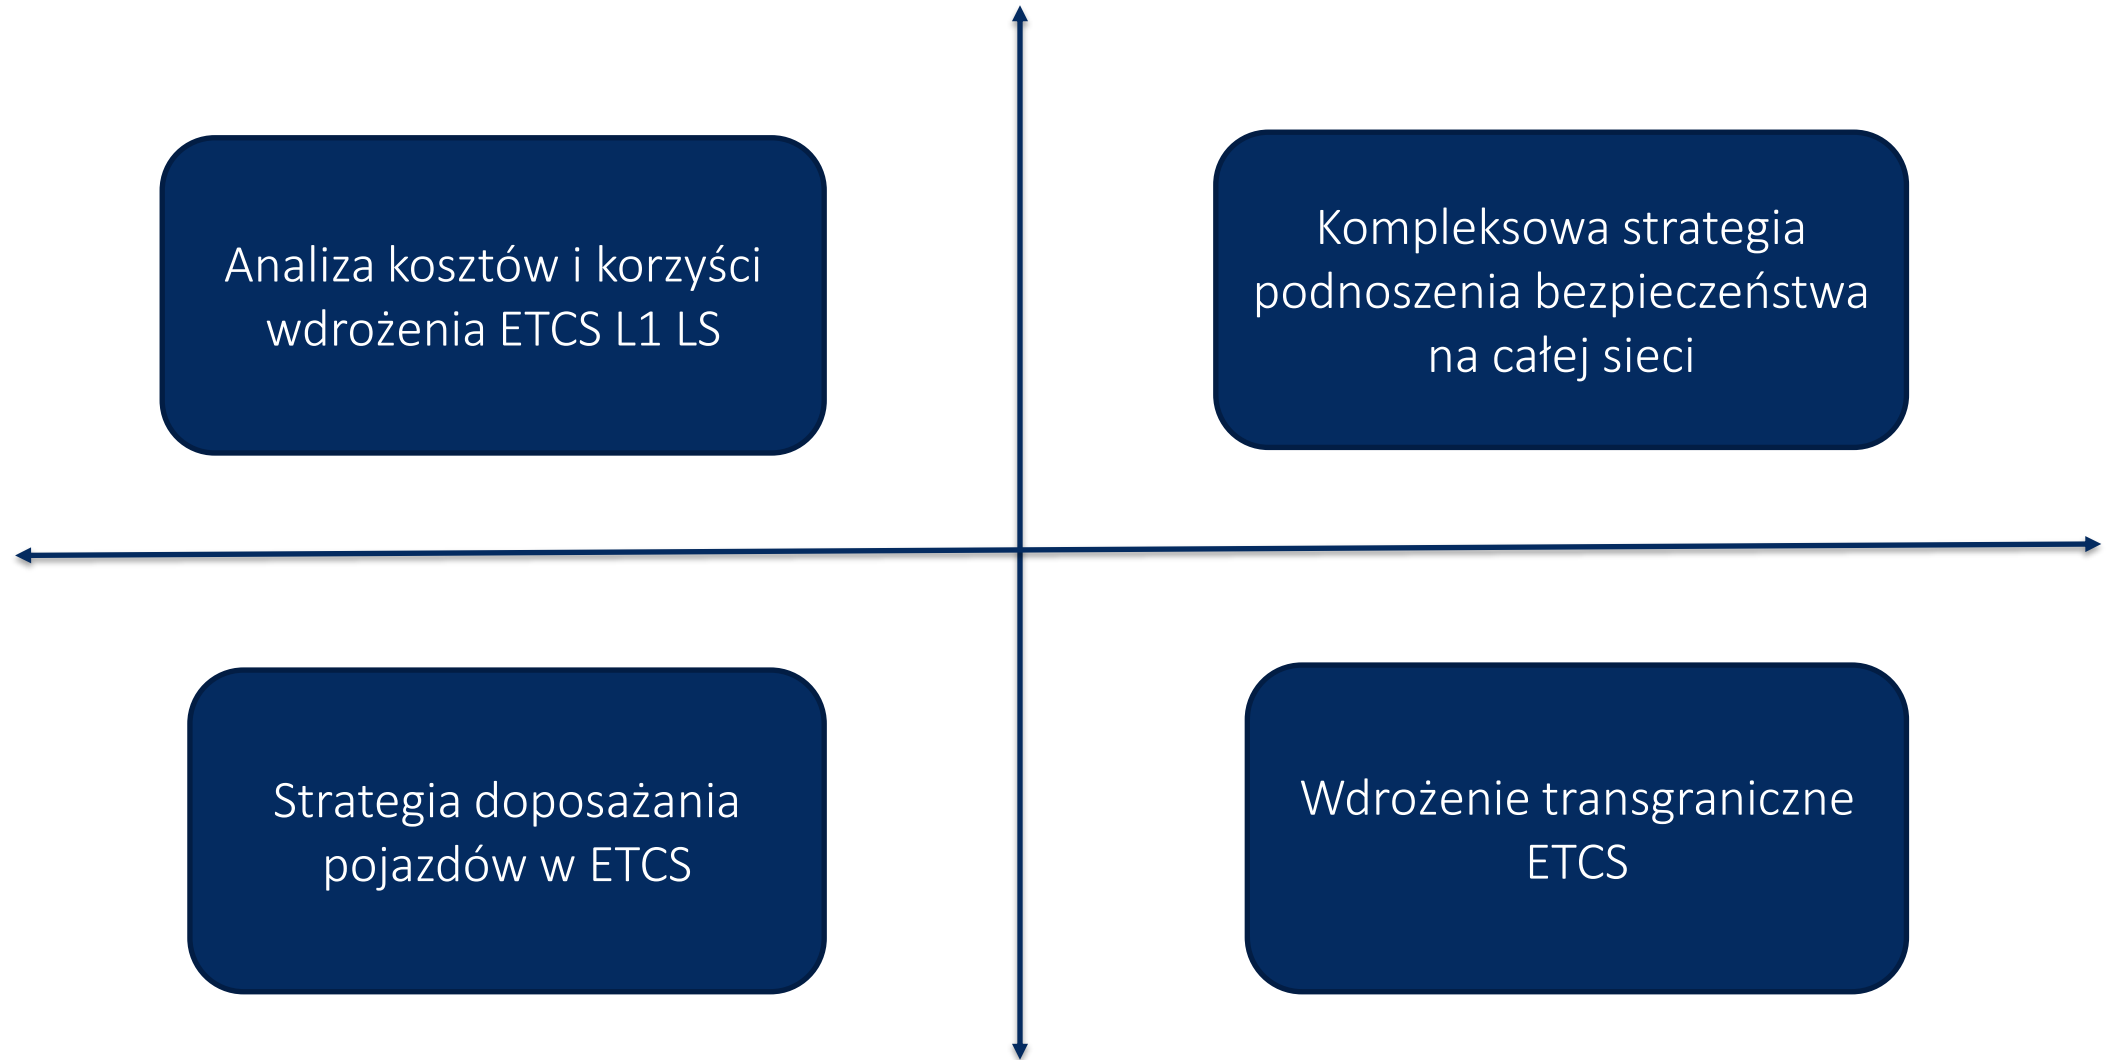 Analiza kosztów i korzyści
wdrożenia ETCS L1 LS
Kompleksowa strategia
podnoszenia bezpieczeństwa
na całej sieci
Strategia doposażania
pojazdów w ETCS
Wdrożenie transgraniczne
ETCS